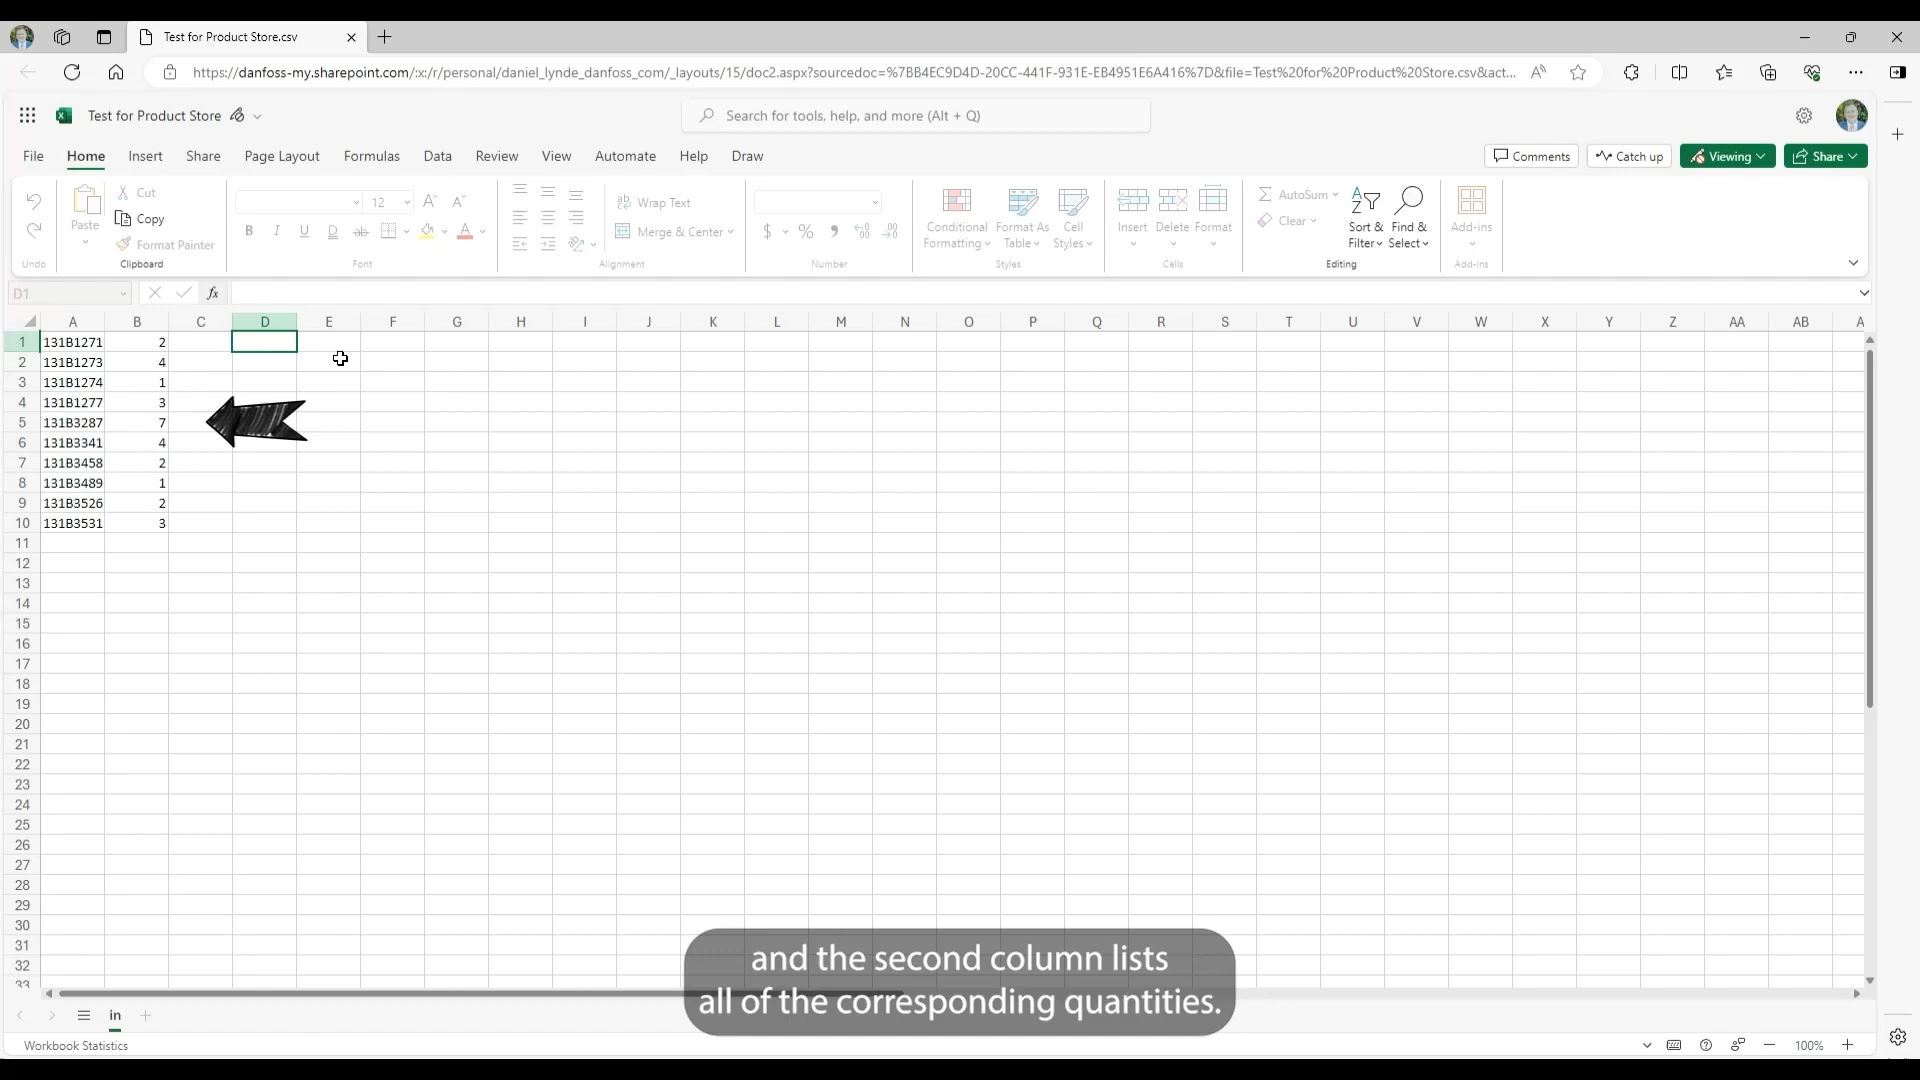 Test for Product Store.csv
https://danfoss-my.sharepoint.com/:x:/r/personal/daniel_lynde_danfoss_com/_layouts/15/doc2.aspx?sourcedoc=%7BB4EC9D4D-20CC-441F-931E-EB4951E6A416%7D&file=Test%20for%20Product%20Store.csv&act...
Test for Product Store
Search for tools, help, and more (Alt + Q)
File Home Insert Share Page Layout Formulas Data Review View Automate Help Draw
Comments Catch up Viewing Share
Paste Cut Copy Format Painter
12
B I U D ab A
Wrap Text
Merge & Center
$ % 9
Conditional Formatting Format As Table Cell Styles
Insert Delete Format
AutoSum
Clear
Sort & Filter Find & Select
Add-ins
Undo Clipboard Font Alignment Number Styles Cells Editing Add-ins
D1 fx
A B C D E F G H I J K L M N O P Q R S T U V W X Y Z AA AB A
1 131B1271 2
2 131B1273 4
3 131B1274 1
4 131B1277 3
5 131B3287 7
6 131B3341 4
7 131B3458 2
8 131B3489 1
9 131B3526 2
10 131B3531 3
11
12
13
14
15
16
17
18
19
20
21
22
23
24
25
26
27
28
29
30
31
32
33
and the second column lists
all of the corresponding quantities.
in
Workbook Statistics
100%